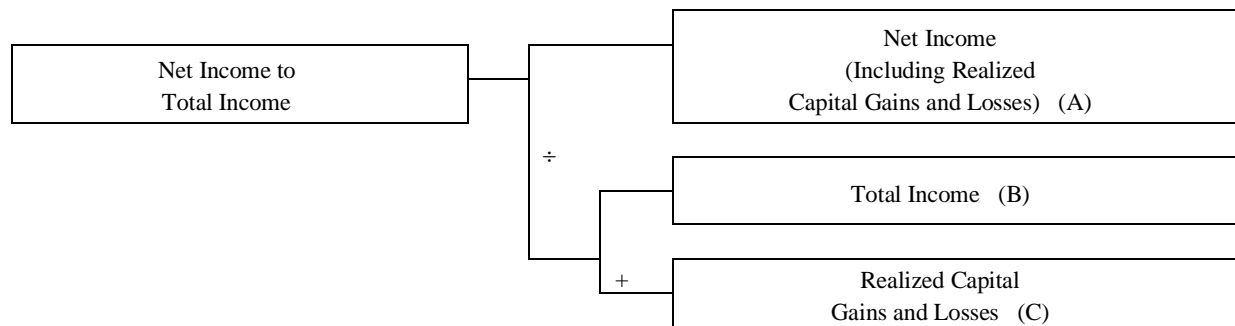 Net Income to
Total Income
Net Income
(Including Realized
Capital Gains and Losses) (A)
÷
Total Income (B)
+
Realized Capital
Gains and Losses (C)